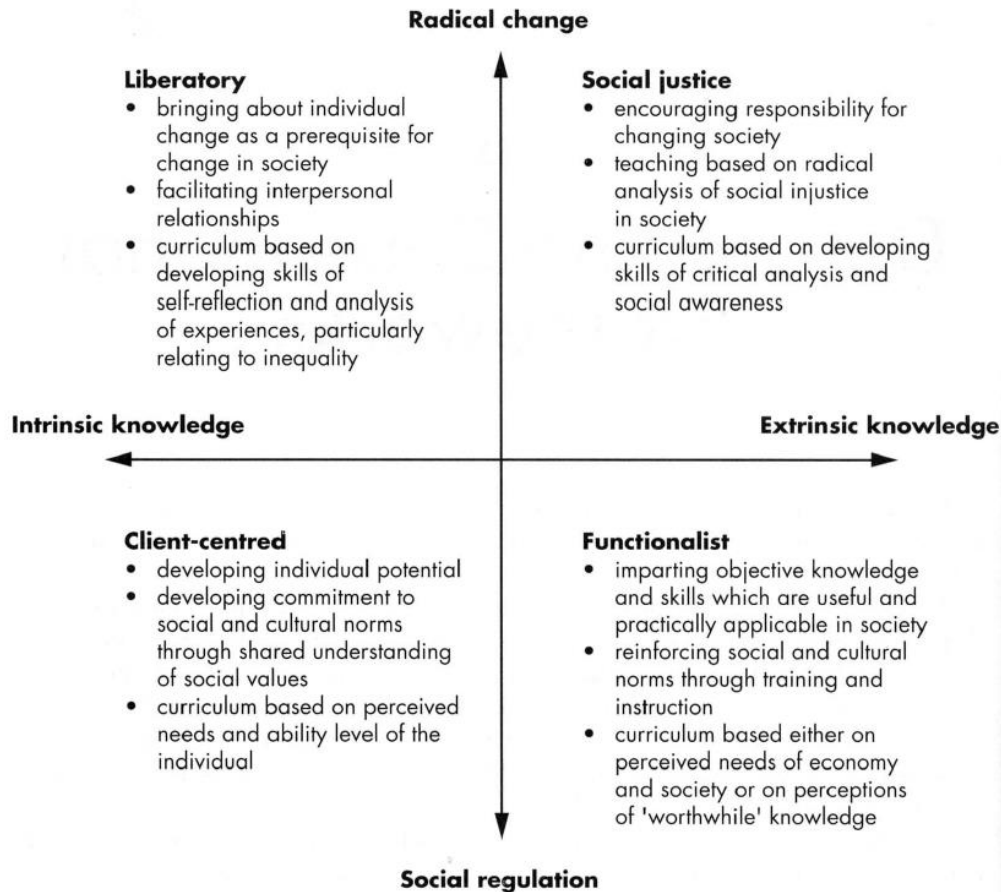 Radical change
Liberatory
• bringing about individual
change as a prerequisite for
change in society
• facilitating interpersonal
relationships
• curriculum based on
developing skills of
self-reflection and analysis
of experiences, particularly
relating to inequality
Social justice
• encouraging responsibility for
changing society
• teaching based on radical
analysis of social injustice
in society
• curriculum based on developing
skills of critical analysis and
social awareness
Intrinsic knowledge
Extrinsic knowledge
Client-centred
• developing individual potential
• developing commitment to
social and cultural norms
through shared understanding
of social values
• curriculum based on perceived
needs and ability level of the
individual
Functionalist
• imparting objective knowledge
and skills which are useful and
practically applicable in society
• reinforcing social and cultural
norms through training and
instruction
• curriculum based either on
perceived needs of economy
and society or on perceptions
of 'worthwhile' knowledge
Social regulation